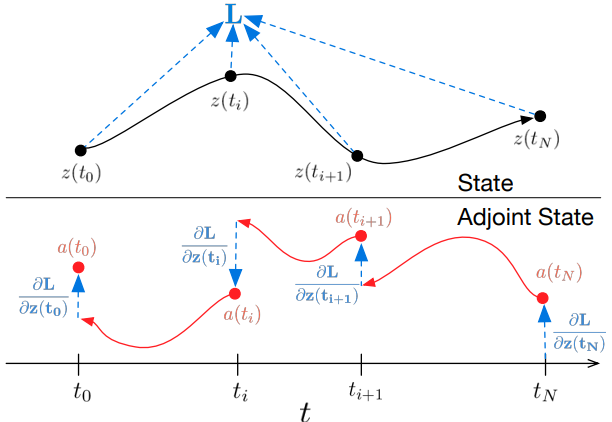 L
z(t_i)
z(t_0)
z(t_{i+1})
z(t_N)
State
Adjoint State
a(t_0)
∂L/∂z(t_0)
∂L/∂z(t_i)
a(t_i)
a(t_{i+1})
∂L/∂z(t_{i+1})
a(t_N)
∂L/∂z(t_N)
t_0
t_i
t_{i+1}
t_N
t